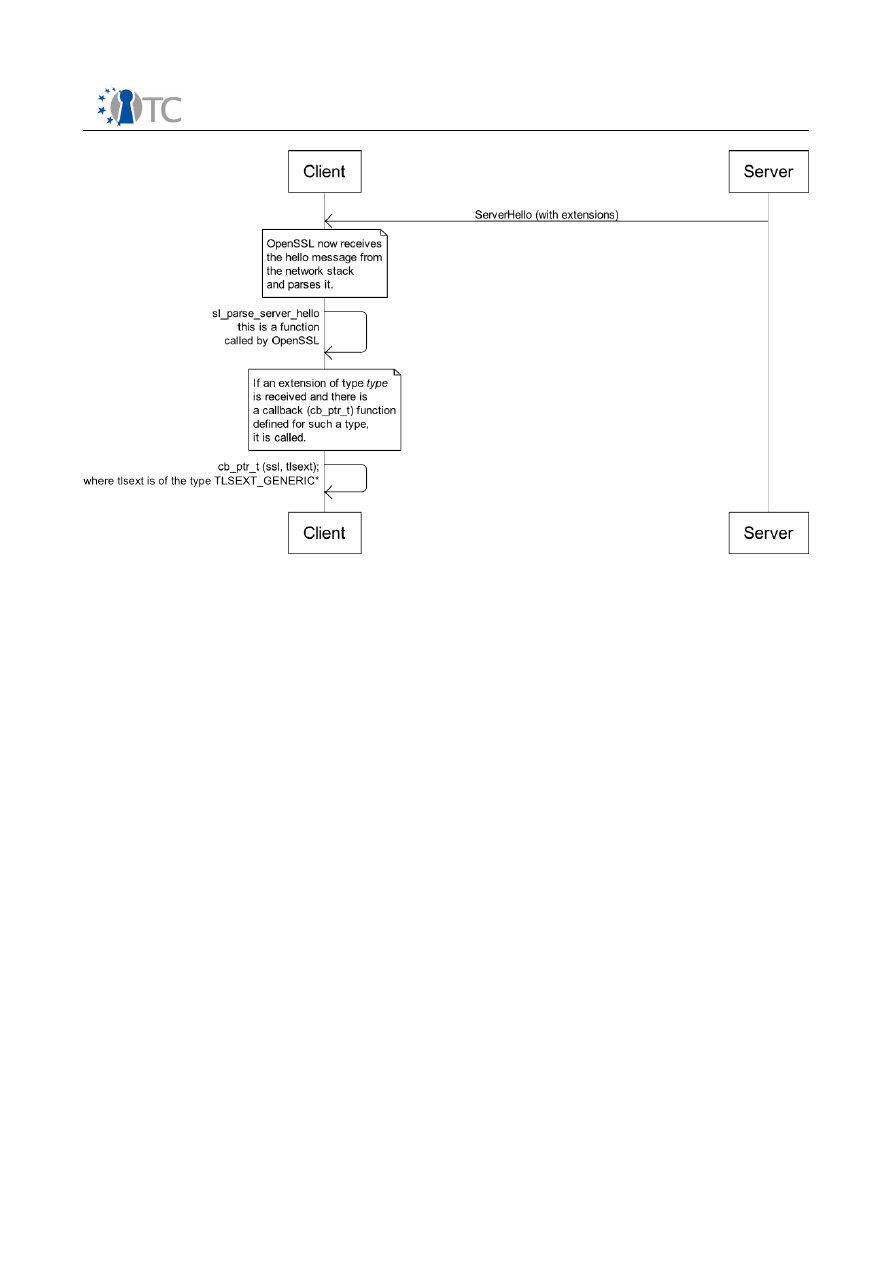 TC
Client
Server
ServerHello (with extensions)
OpenSSL now receives
the hello message from
the network stack
and parses it.
sl_parse_server_hello
this is a function
called by OpenSSL
If an extension of type type
is received and there is
a callback (cb_ptr_t) function
defined for such a type,
it is called.
cb_ptr_t (ssl, tlsext);
where tlsext is of the type TLSEXT_GENERIC*
Client
Server